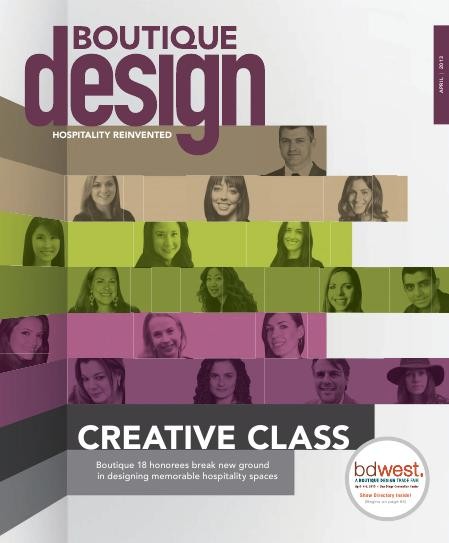 BOUTIQUE
design
HOSPITALITY REINVENTED
APRIL | 2013
CREATIVE CLASS
Boutique 18 honorees break new ground
in designing memorable hospitality spaces
bdwest.
A BOUTIQUE DESIGN TRADE FAIR
Show Directory Inside!